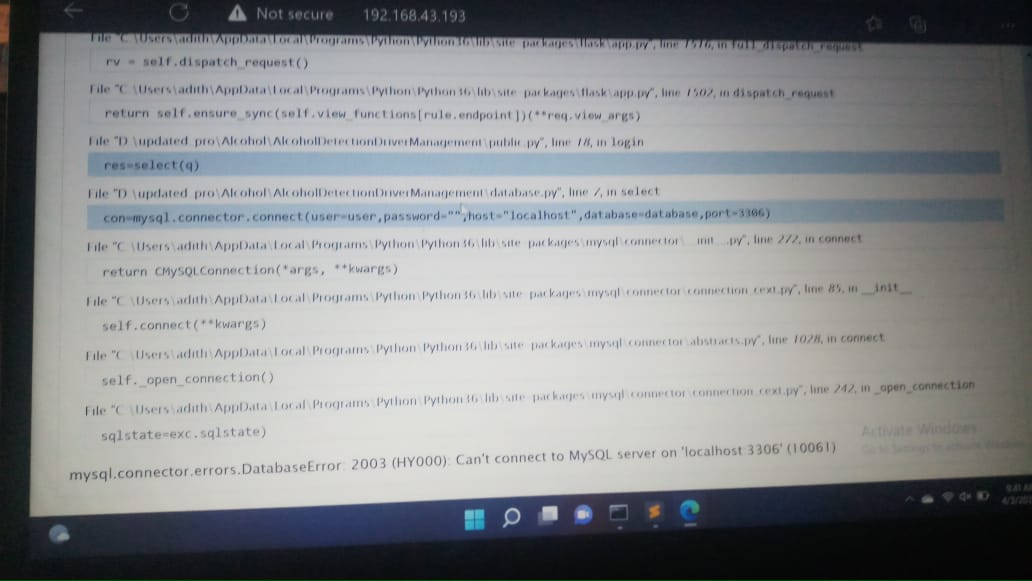 Not secure 192.168.43.193
File "C:\Users\adith\AppData\Local\Programs\Python\Python36\lib\site-packages\flask\app.py", line 1516, in full_dispatch_request
rv = self.dispatch_request()
File "C:\Users\adith\AppData\Local\Programs\Python\Python36\lib\site-packages\flask\app.py", line 1502, in dispatch_request
return self.ensure_sync(self.view_functions[rule.endpoint])(**req.view_args)
File "D:\updated pro\Alcohol\AlcoholDetectionDriverManagement\public.py", line 18, in login
res=select(q)
File "D:\updated pro\Alcohol\AlcoholDetectionDriverManagement\database.py", line 7, in select
con=mysql.connector.connect(user=user,password="",host="localhost",database=database,port=3306)
File "C:\Users\adith\AppData\Local\Programs\Python\Python36\lib\site-packages\mysql\connector\__init__.py", line 272, in connect
return CMySQLConnection(*args, **kwargs)
File "C:\Users\adith\AppData\Local\Programs\Python\Python36\lib\site-packages\mysql\connector\connection_cext.py", line 85, in __init__
self.connect(**kwargs)
File "C:\Users\adith\AppData\Local\Programs\Python\Python36\lib\site-packages\mysql\connector\abstracts.py", line 1028, in connect
self._open_connection()
File "C:\Users\adith\AppData\Local\Programs\Python\Python36\lib\site-packages\mysql\connector\connection_cext.py", line 242, in _open_connection
sqlstate=exc.sqlstate)
Activate Windows
Go to Settings to activate Windows
mysql.connector.errors.DatabaseError: 2003 (HY000): Can't connect to MySQL server on 'localhost:3306' (10061)
9:41